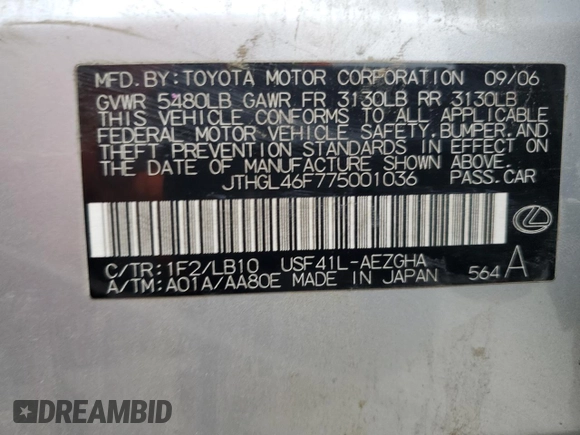 MFD.BY:TOYOTA MOTOR CORPORATION 09/06
GVWR 5480LB GAWR FR 3130LB RR 3130LB
THIS VEHICLE CONFORMS TO ALL APPLICABLE
FEDERAL MOTOR VEHICLE SAFETY.BUMPER.AND
THEFT PREVENTION STANDARDS IN EFFECT ON
THE DATE OF MANUFACTURE SHOWN ABOVE.
JTHGL46F775001036 PASS.CAR
C/TR:1F2/LB10 USF41L-AEZGHA
A/TM:A01A/AA80E MADE IN JAPAN 564 A
DREAMBID